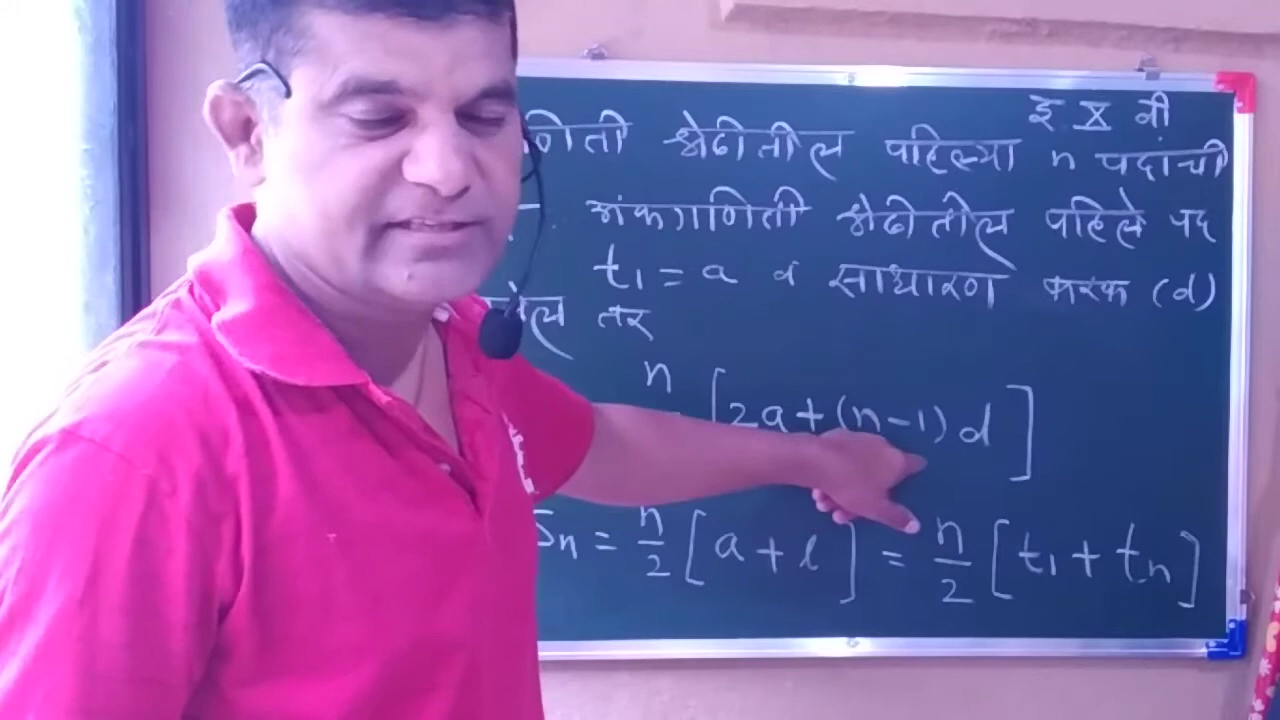 इ X वी
श्रेढीतील पहिल्या n पदांची
अंकगणिती श्रेढीतील पहिले पद
t₁ = a व साधारण फरक (d)
तर
n [2a + (n-1) d]
Sn = n/2 [a + l] = n/2 [t₁ + tn]